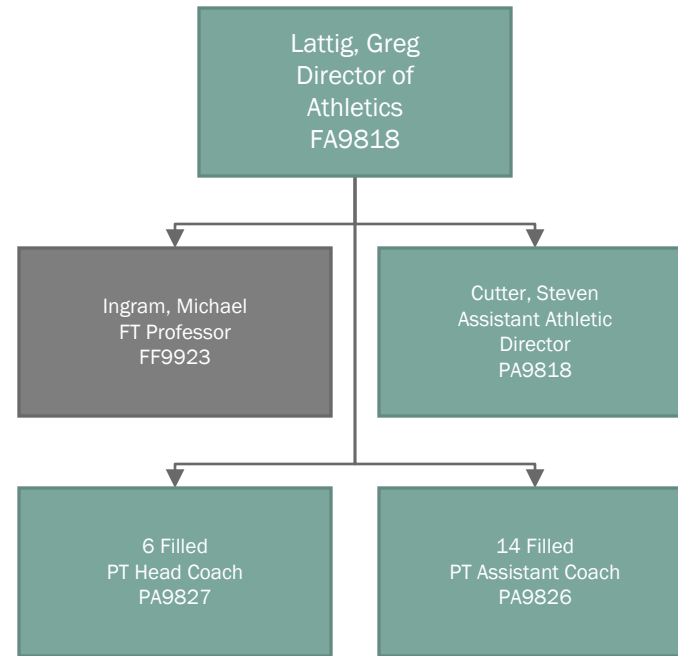 Lattig, Greg
Director of
Athletics
FA9818
Ingram, Michael
FT Professor
FF9923
Cutter, Steven
Assistant Athletic
Director
PA9818
6 Filled
PT Head Coach
PA9827
14 Filled
PT Assistant Coach
PA9826